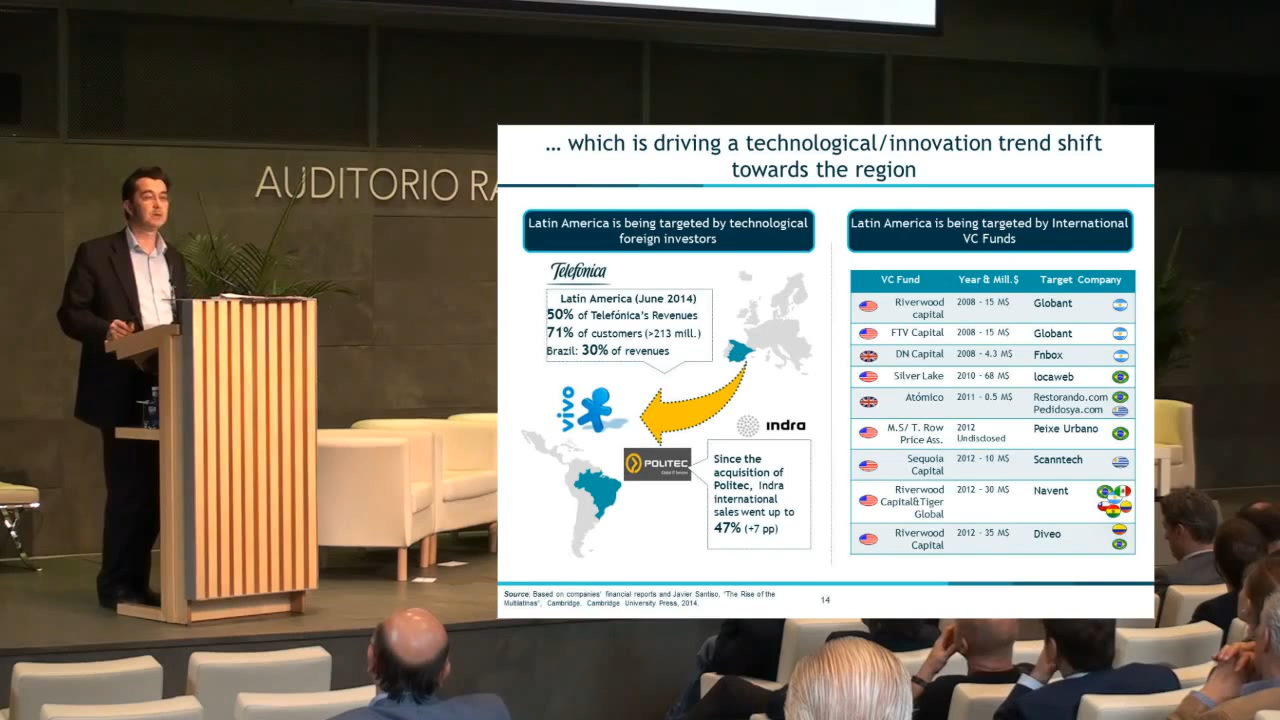 AUDITORIO RA
… which is driving a technological/innovation trend shift
towards the region
Latin America is being targeted by technological
foreign investors
Telefónica
Latin America (June 2014)
50% of Telefónica's Revenues
71% of customers (>213 mill.)
Brazil: 30% of revenues
vivo
indra
POLITEC
Global IT Services
Since the
acquisition of
Politec, Indra
international
sales went up to
47% (+7 pp)
Latin America is being targeted by International
VC Funds
VC Fund Year & Mill.$ Target Company
Riverwood capital 2008 - 15 M$ Globant
FTV Capital 2008 - 15 M$ Globant
DN Capital 2008 - 4.3 M$ Fnbox
Silver Lake 2010 - 68 M$ locaweb
Atómico 2011 - 0.5 M$ Restorando.com
Pedidosya.com
M.S/ T. Row Price Ass. 2012 Undisclosed Peixe Urbano
Sequoia Capital 2012 - 10 M$ Scanntech
Riverwood Capital&Tiger Global 2012 - 30 M$ Navent
Riverwood Capital 2012 - 35 M$ Diveo
Source: Based on companies' financial reports and Javier Santiso, "The Rise of the
Multilatinas", Cambridge, Cambridge University Press, 2014.
14